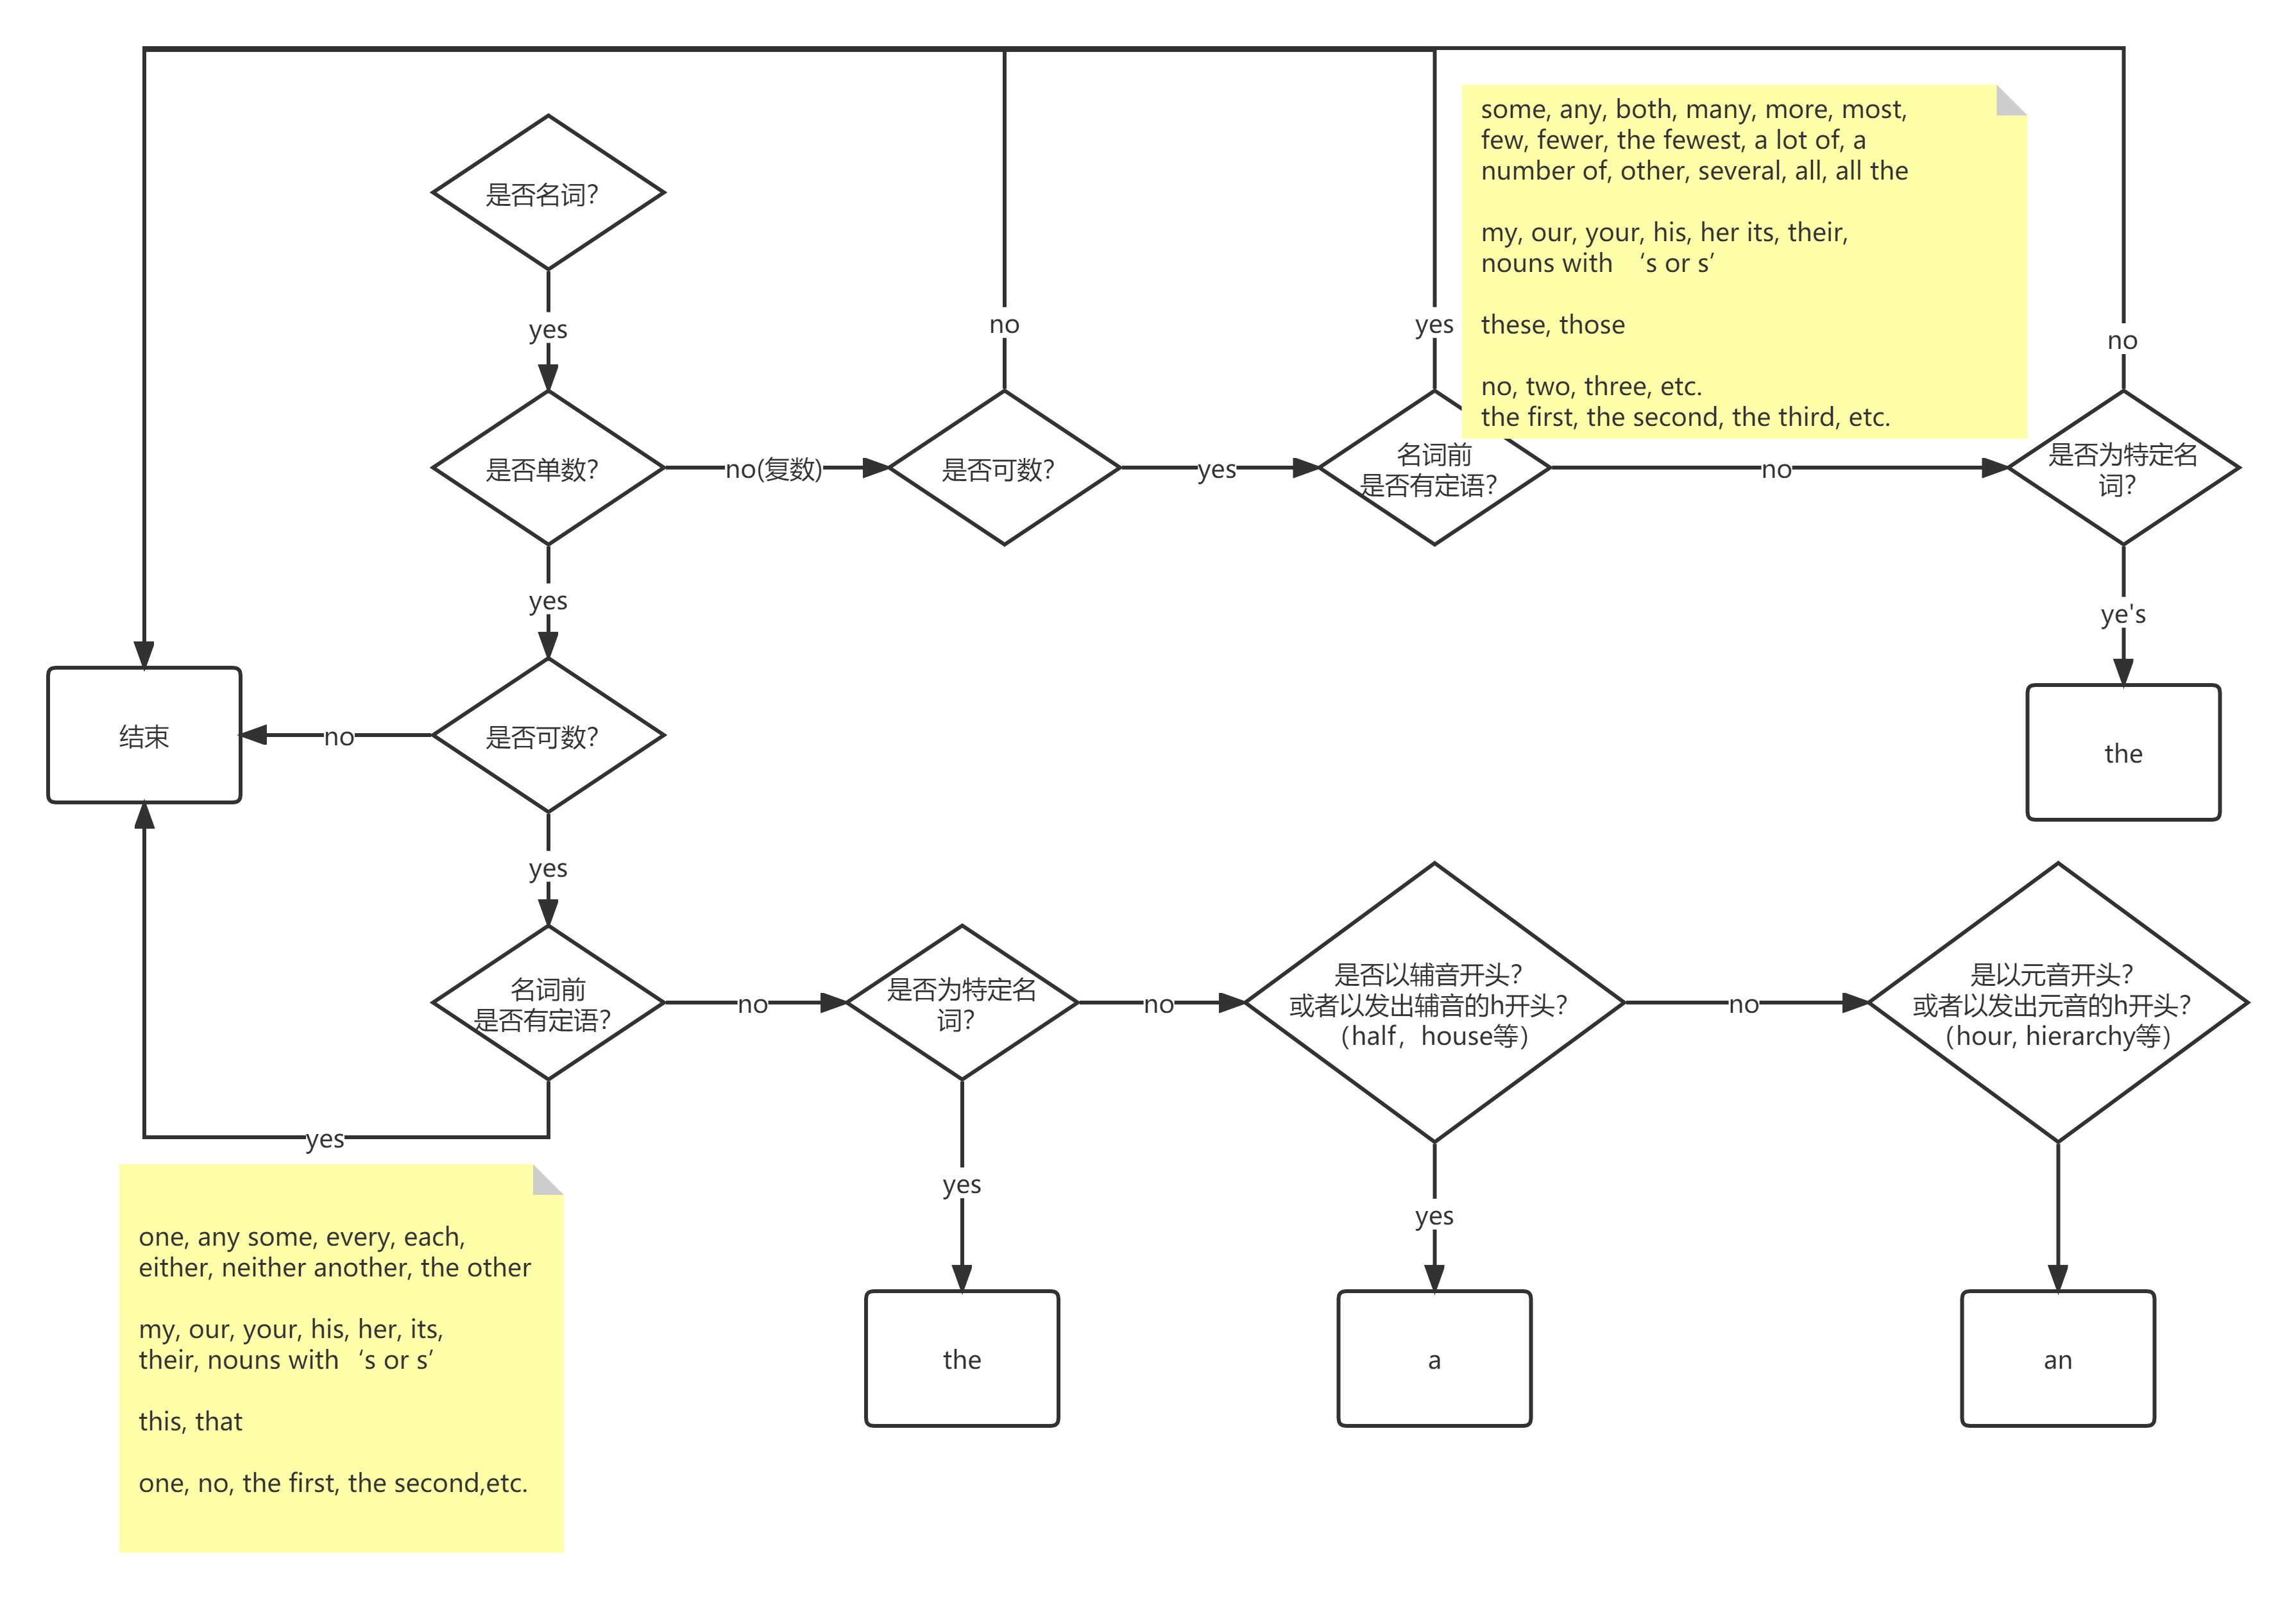 some, any, both, many, more, most,
few, fewer, the fewest, a lot of, a
number of, other, several, all, all the
my, our, your, his, her its, their,
nouns with ‘s or s’
these, those
no, two, three, etc.
the first, the second, the third, etc.
是否名词?
yes
no
yes
no
是否单数?
no(复数)
是否可数?
yes
名词前
是否有定语?
no
是否为特定名
词?
yes
ye's
结束
no
是否可数?
the
yes
名词前
是否有定语?
no
是否为特定名
词?
no
是否以辅音开头?
或者以发出辅音的h开头?
（half，house等）
no
是以元音开头?
或者以发出元音的h开头?
（hour, hierarchy等）
yes
yes
yes
one, any some, every, each,
either, neither another, the other
my, our, your, his, her, its,
their, nouns with ‘s or s’
this, that
one, no, the first, the second,etc.
the
a
an